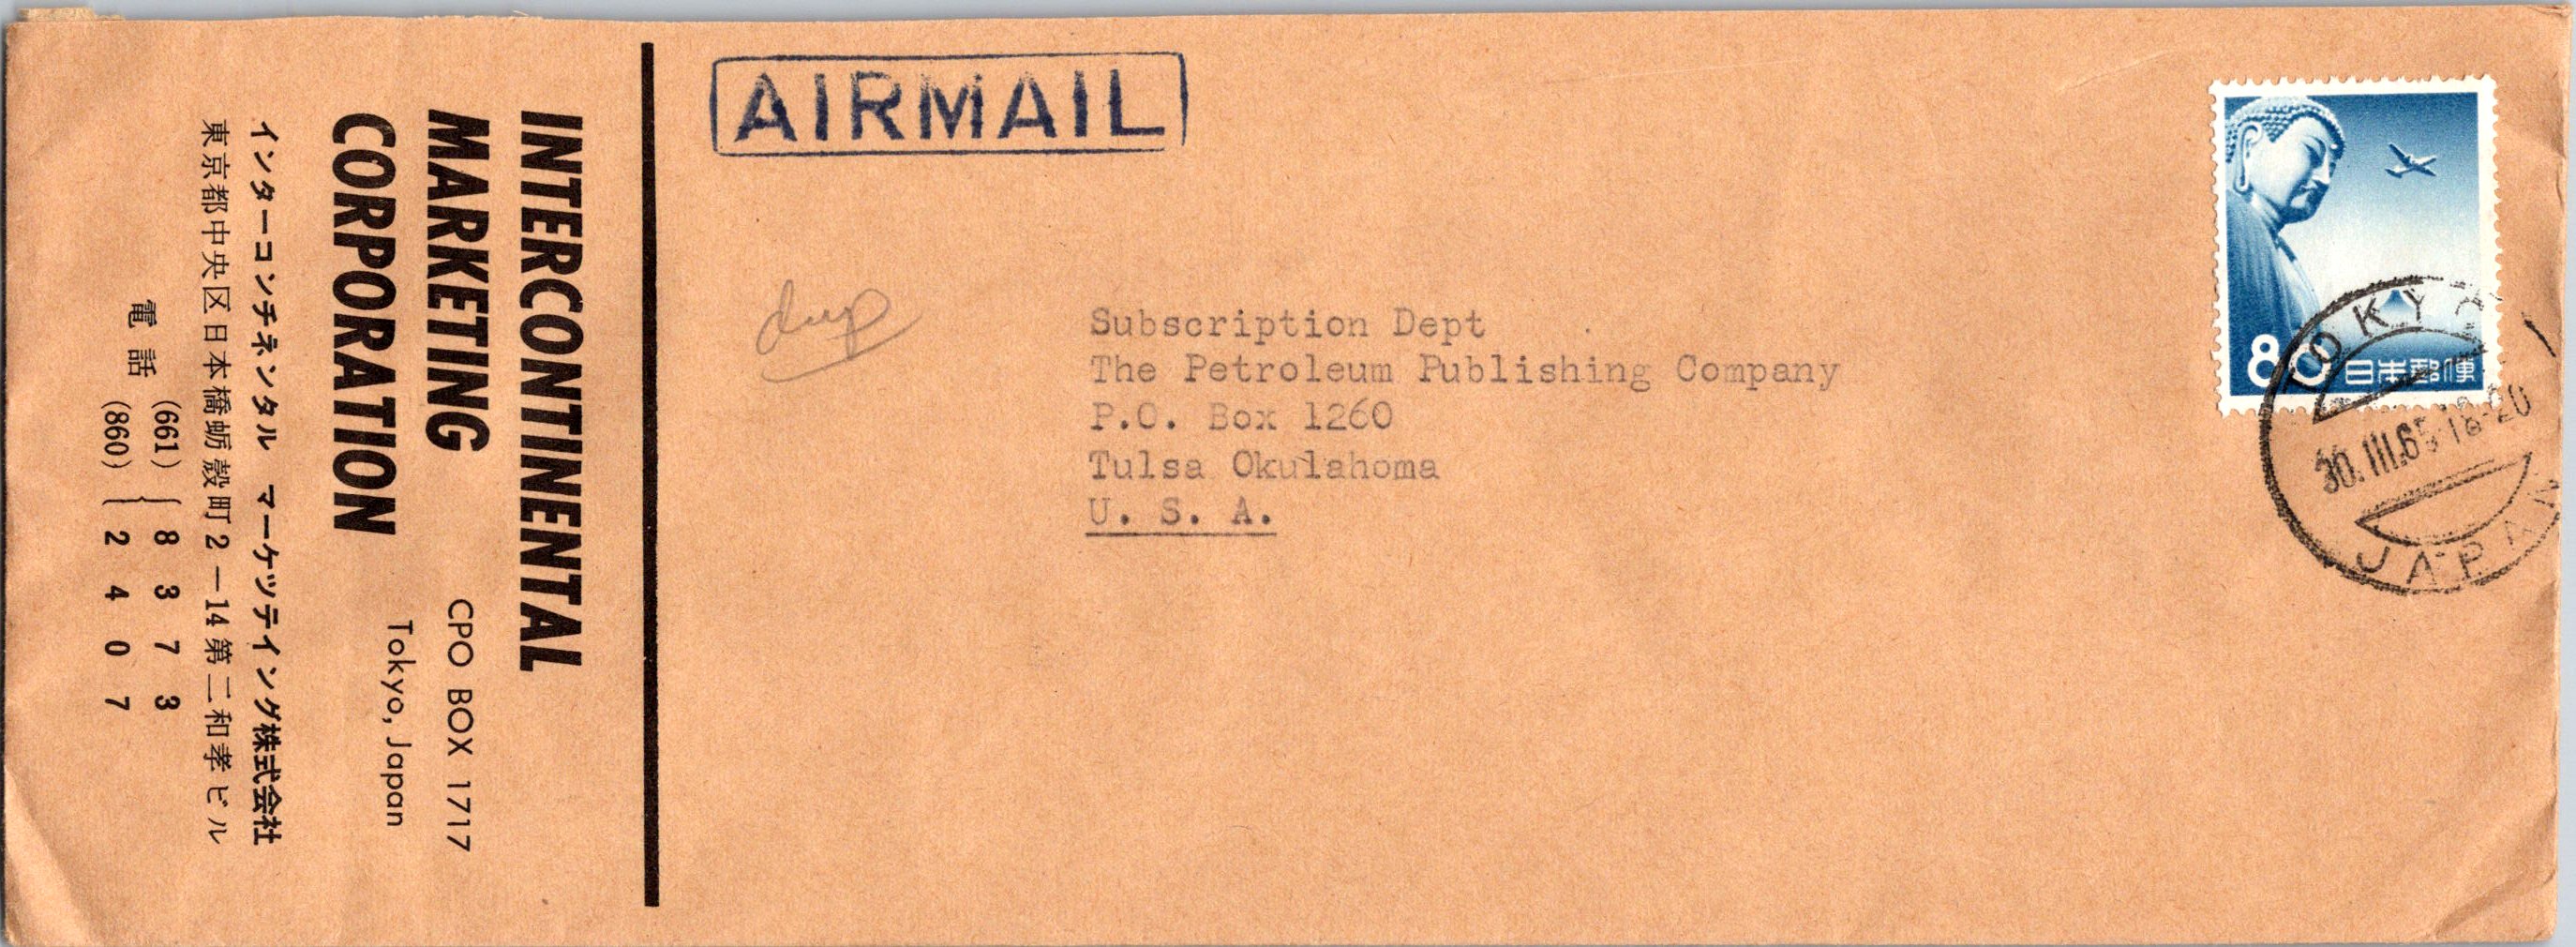 INTERCONTINENTAL
MARKETING
CORPORATION
CPO BOX 1717
Tokyo, Japan
インターコンチネンタル マーケッティング株式会社
東京都中央区日本橋蛎殻町2-14第二和孝ビル
電話 (661) 8373
(860) 2407
AIRMAIL
dup
Subscription Dept
The Petroleum Publishing Company
P.O. Box 1260
Tulsa Okulahoma
U. S. A.
800 日本郵便
TOKYO
30.III.65 18-20
JAPAN